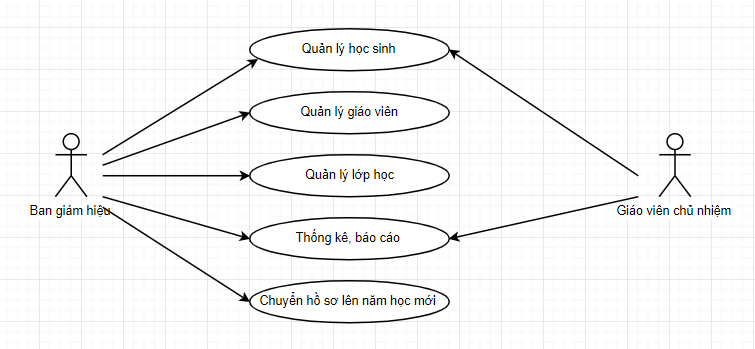 Quản lý học sinh
Quản lý giáo viên
Quản lý lớp học
Ban giám hiệu
Giáo viên chủ nhiệm
Thống kê, báo cáo
Chuyển hồ sơ lên năm học mới